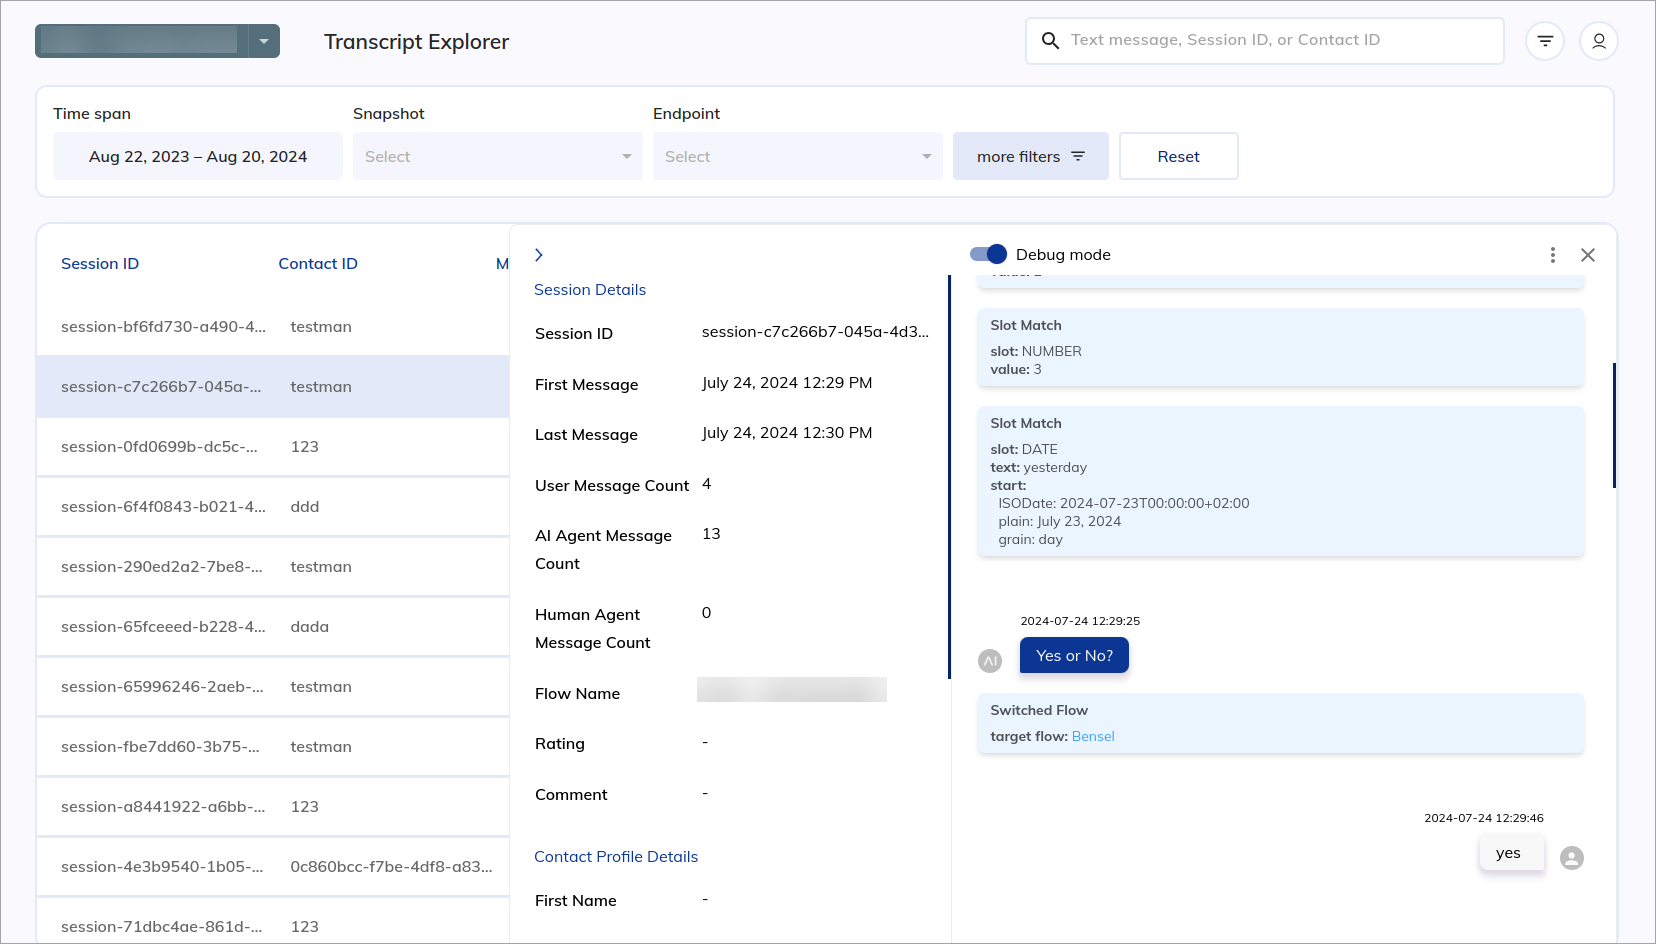 Transcript Explorer
Text message, Session ID, or Contact ID
Time span
Snapshot
Endpoint
Aug 22, 2023 – Aug 20, 2024
Select
Select
more filters
Reset
Session ID
Contact ID
M
session-bf6fd730-a490-4...
testman
session-c7c266b7-045a-...
testman
session-0fd0699b-dc5c-...
123
session-6f4f0843-b021-4...
ddd
session-290ed2a2-7be8-...
testman
session-65fceeed-b228-4...
dada
session-65996246-2aeb-...
testman
session-fbe7dd60-3b75-...
testman
session-a8441922-a6bb-...
123
session-4e3b9540-1b05-...
0c860bcc-f7be-4df8-a83...
session-71dbc4ae-861d-...
123
Session Details
Session ID
session-c7c266b7-045a-4d3...
First Message
July 24, 2024 12:29 PM
Last Message
July 24, 2024 12:30 PM
User Message Count
4
AI Agent Message
Count
13
Human Agent
Message Count
0
Flow Name
Rating
-
Comment
-
Contact Profile Details
First Name
-
Debug mode
Slot Match
slot: NUMBER
value: 3
Slot Match
slot: DATE
text: yesterday
start:
ISODate: 2024-07-23T00:00:00+02:00
plain: July 23, 2024
grain: day
2024-07-24 12:29:25
AI
Yes or No?
Switched Flow
target flow: Bensel
2024-07-24 12:29:46
yes